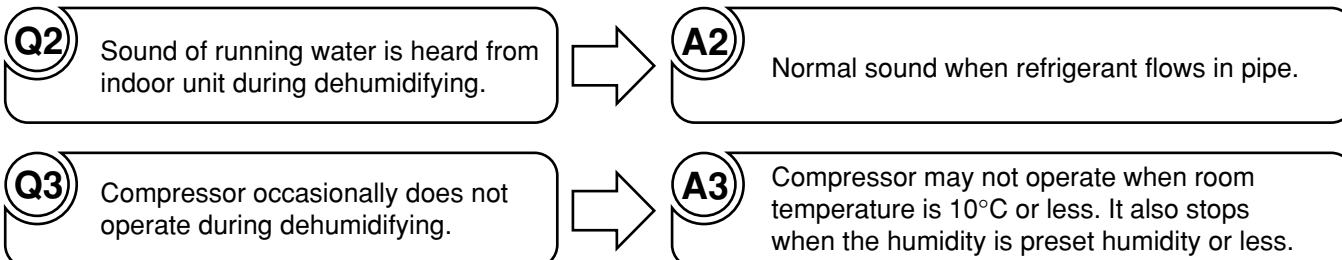 Q2
Sound of running water is heard from
indoor unit during dehumidifying.
A2
Normal sound when refrigerant flows in pipe.
Q3
Compressor occasionally does not
operate during dehumidifying.
A3
Compressor may not operate when room
temperature is 10°C or less. It also stops
when the humidity is preset humidity or less.